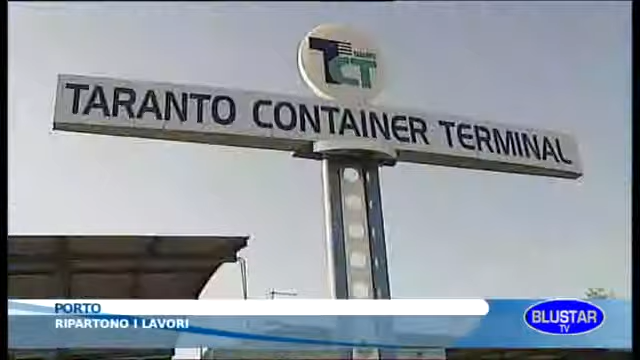 TCT
TARANTO CONTAINER TERMINAL
PORTO
RIPARTONO I LAVORI
BLUSTAR
TV